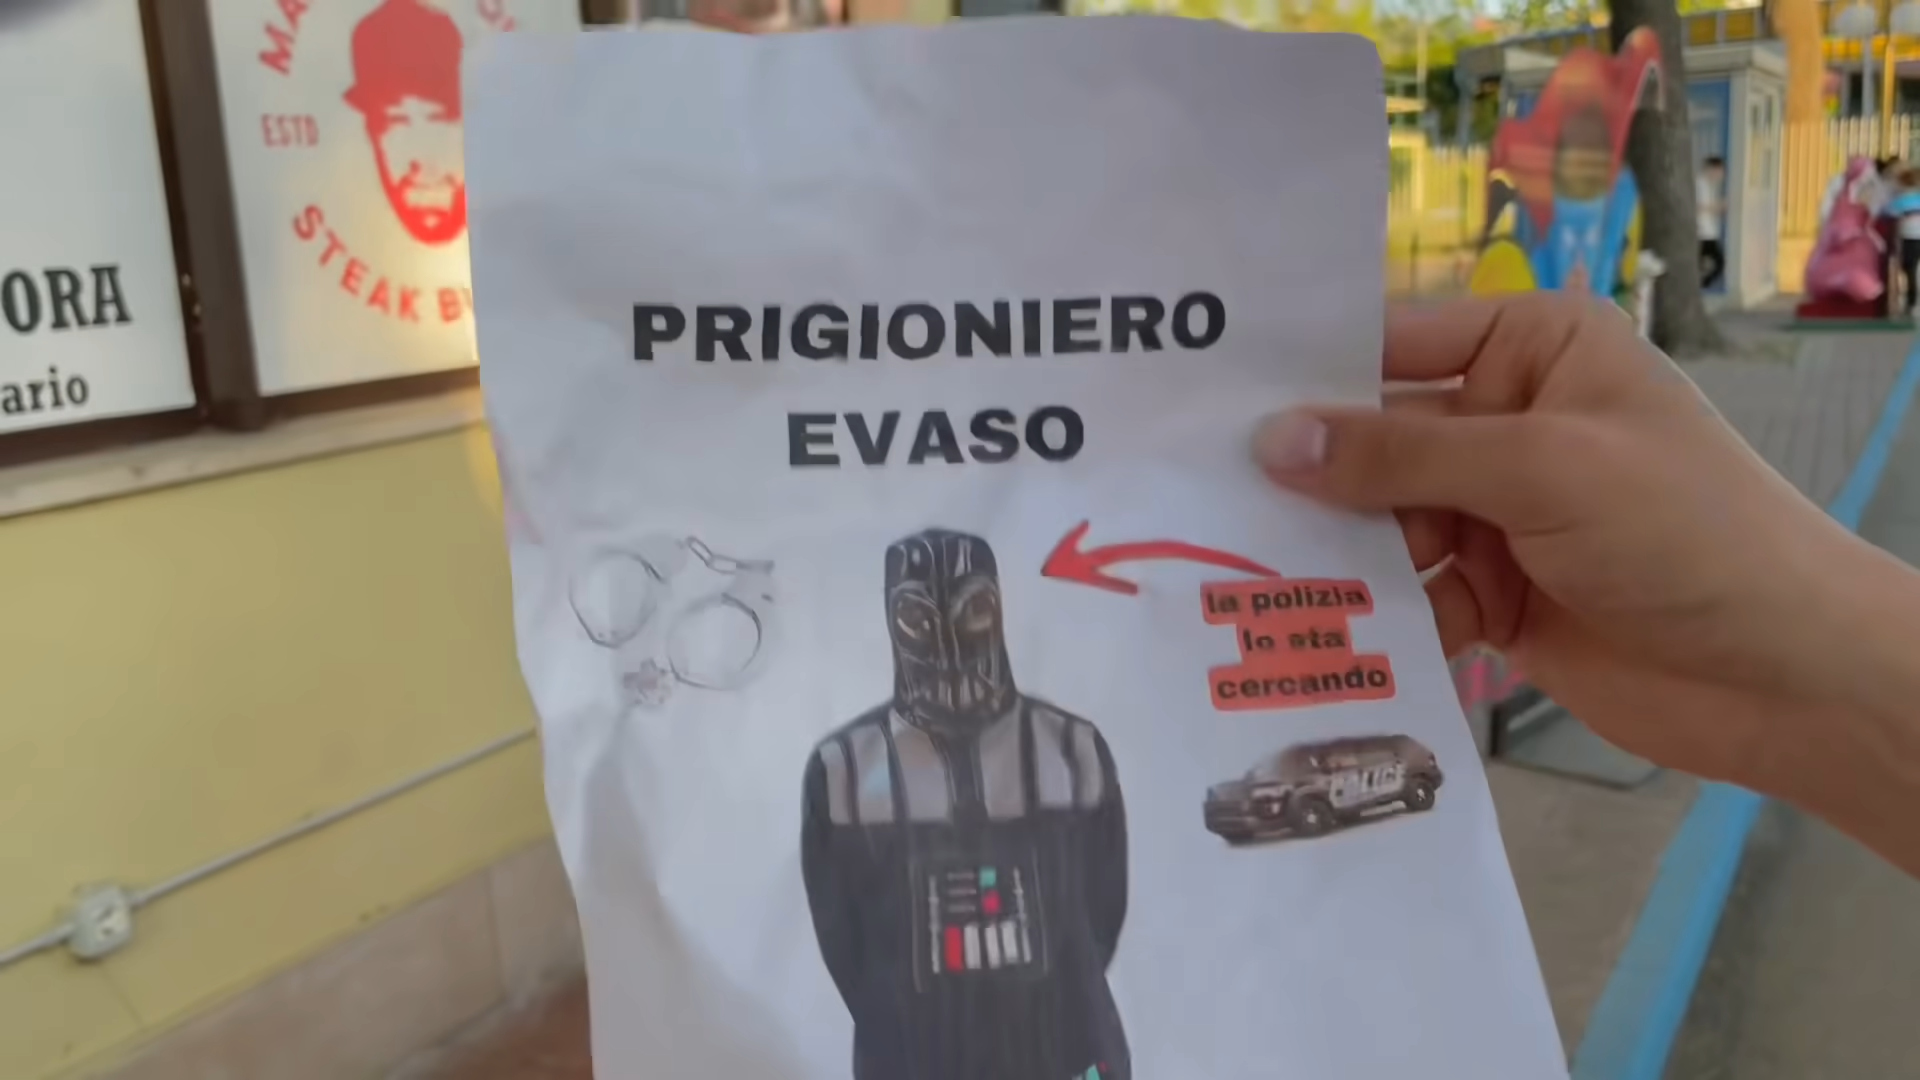 ORA
ario
ESTD
STEAK
PRIGIONIERO
EVASO
la polizia
lo sta
cercando
POLICE